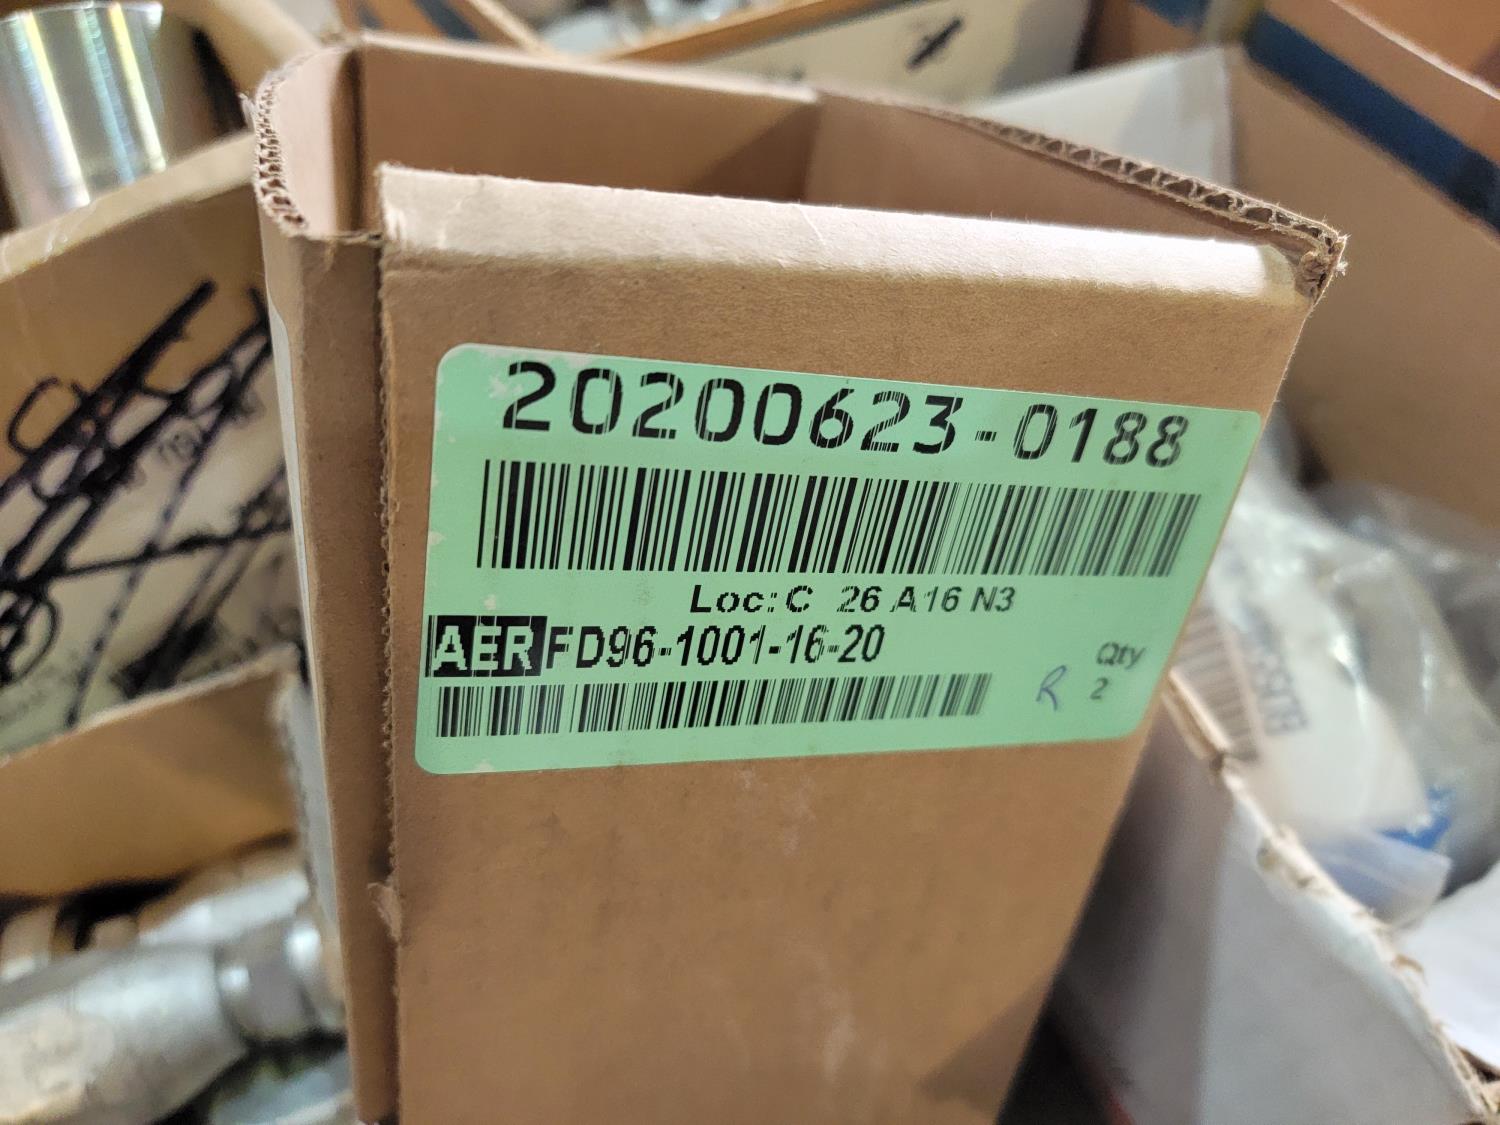 20200623-0188
Loc: C 26 A16 N3
AER FD96-1001-16-20
Qty
2
R